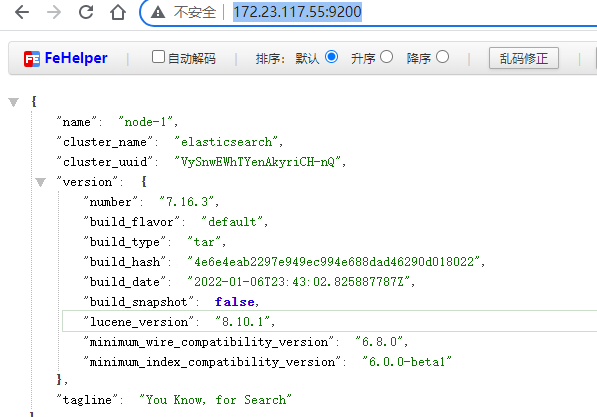 不安全 | 172.23.117.55:9200
FeHelper 自动解码 | 排序： 默认 升序 降序 | 乱码修正
{
"name": "node-1",
"cluster_name": "elasticsearch",
"cluster_uuid": "VySnwEWhTYenAkyriCH-nQ",
"version": {
"number": "7.16.3",
"build_flavor": "default",
"build_type": "tar",
"build_hash": "4e6e4eab2297e949ec994e688dad46290d018022",
"build_date": "2022-01-06T23:43:02.825887787Z",
"build_snapshot": false,
"lucene_version": "8.10.1",
"minimum_wire_compatibility_version": "6.8.0",
"minimum_index_compatibility_version": "6.0.0-beta1"
},
"tagline": "You Know, for Search"